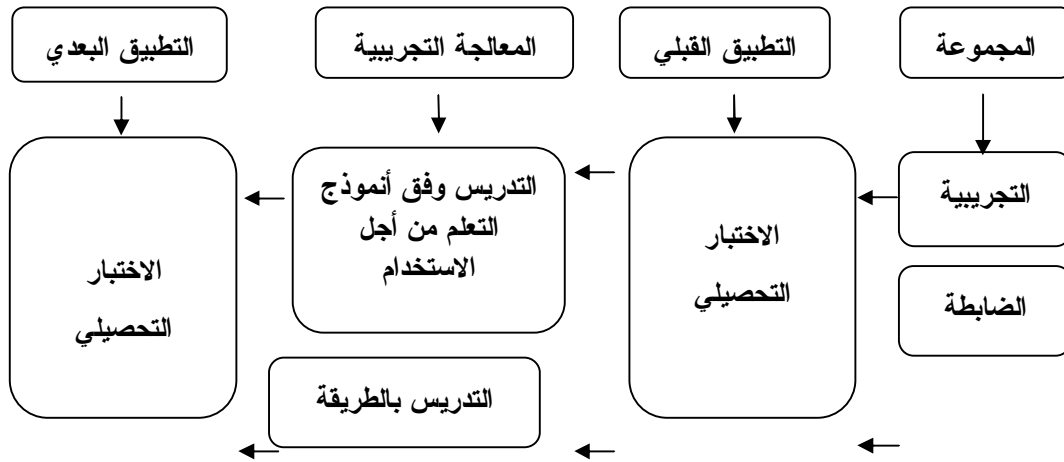 المجموعة
التطبيق القبلي
المعالجة التجريبية
التطبيق البعدي
التجريبية
الضابطة
الاختبار
التحصيلي
التدريس وفق أنموذج
التعلم من أجل
الاستخدام
التدريس بالطريقة
الاختبار
التحصيلي